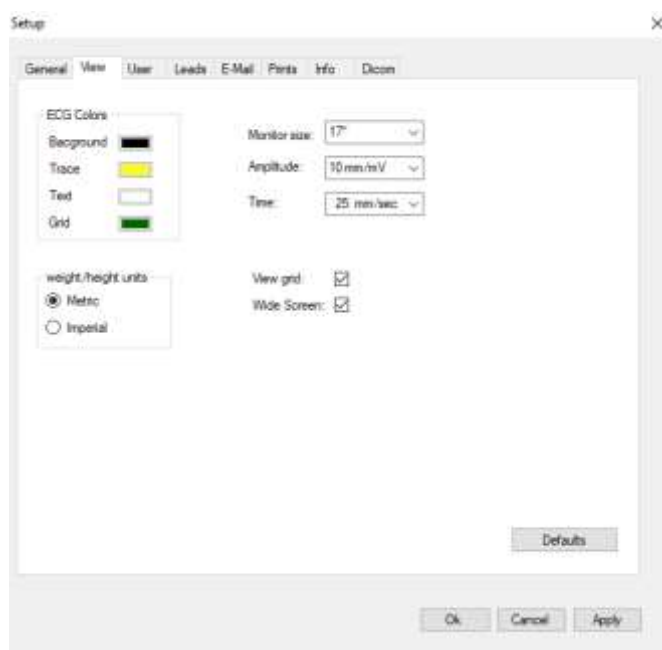 Setup
General View User Leads E-Mail Prints Info Dicom
ECG Colors
Bacground
Trace
Text
Grid
Monitor size: 17"
Amplitude: 10 mm/mV
Time: 25 mm/sec
weight/height units
Metric
Imperial
View grid:
Wide Screen:
Defaults
Ok Cancel Apply